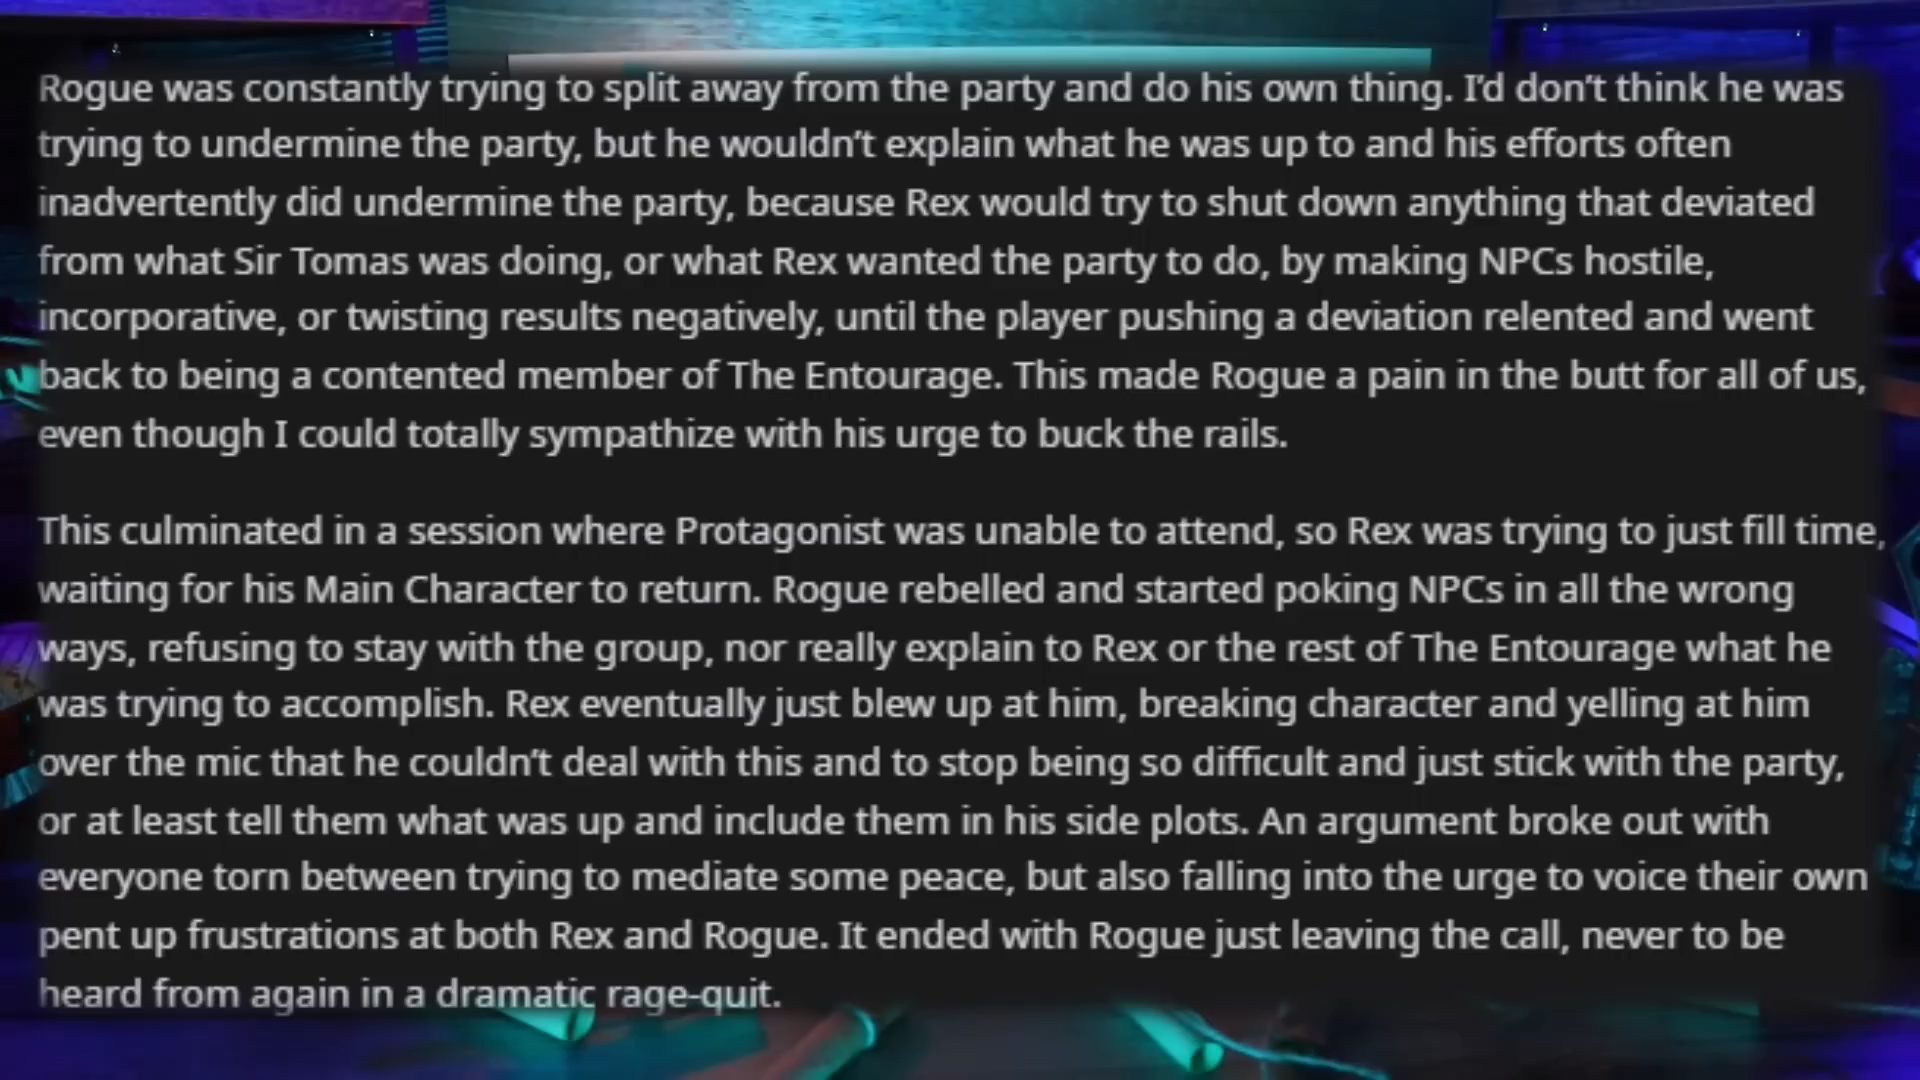 Rogue was constantly trying to split away from the party and do his own thing. I'd don't think he was
trying to undermine the party, but he wouldn't explain what he was up to and his efforts often
inadvertently did undermine the party, because Rex would try to shut down anything that deviated
from what Sir Tomas was doing, or what Rex wanted the party to do, by making NPCs hostile,
incorporative, or twisting results negatively, until the player pushing a deviation relented and went
back to being a contented member of The Entourage. This made Rogue a pain in the butt for all of us,
even though I could totally sympathize with his urge to buck the rails.
This culminated in a session where Protagonist was unable to attend, so Rex was trying to just fill time,
waiting for his Main Character to return. Rogue rebelled and started poking NPCs in all the wrong
ways, refusing to stay with the group, nor really explain to Rex or the rest of The Entourage what he
was trying to accomplish. Rex eventually just blew up at him, breaking character and yelling at him
over the mic that he couldn't deal with this and to stop being so difficult and just stick with the party,
or at least tell them what was up and include them in his side plots. An argument broke out with
everyone torn between trying to mediate some peace, but also falling into the urge to voice their own
pent up frustrations at both Rex and Rogue. It ended with Rogue just leaving the call, never to be
heard from again in a dramatic rage-quit.